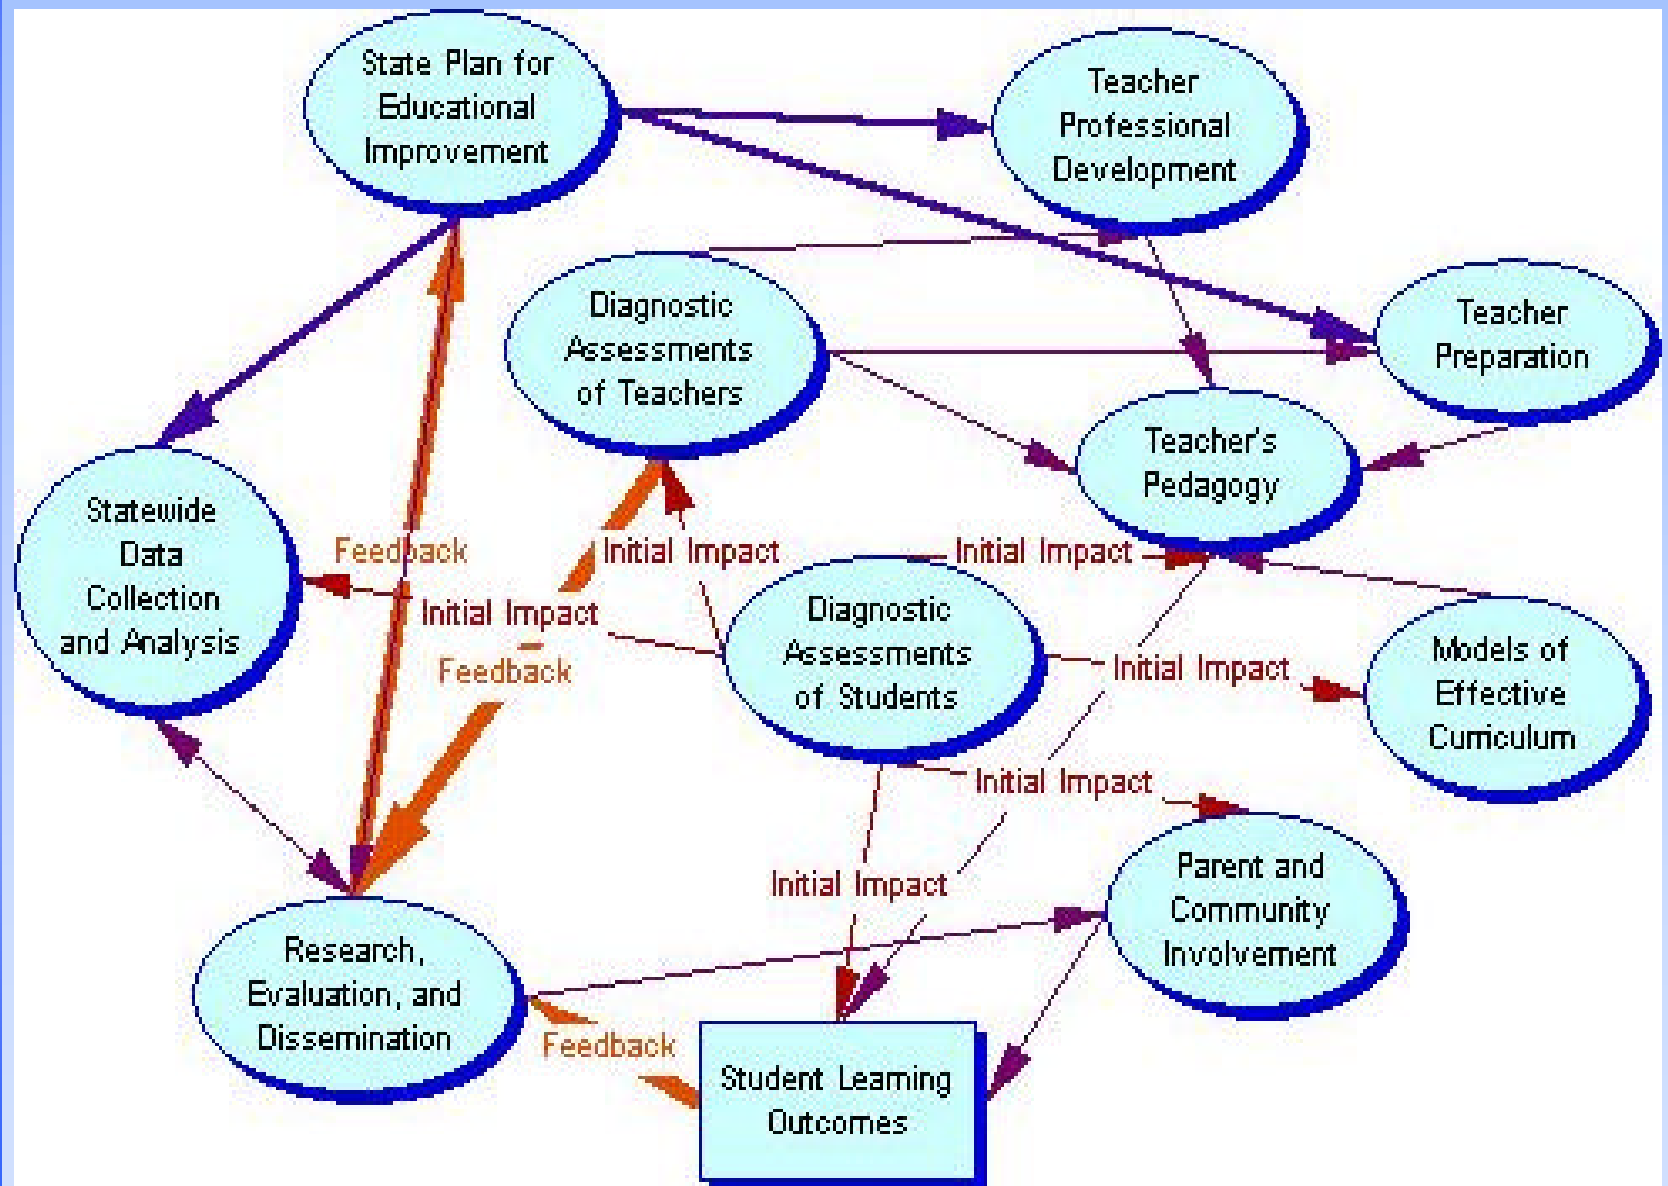 State Plan for
Educational
Improvement
Teacher
Professional
Development
Diagnostic
Assessments
of Teachers
Teacher
Preparation
Teacher's
Pedagogy
Statewide
Data
Collection
and Analysis
Feedback
Initial Impact
Initial Impact
Initial Impact
Feedback
Diagnostic
Assessments
of Students
Initial Impact
Models of
Effective
Curriculum
Initial Impact
Initial Impact
Parent and
Community
Involvement
Research,
Evaluation, and
Dissemination
Feedback
Student Learning
Outcomes